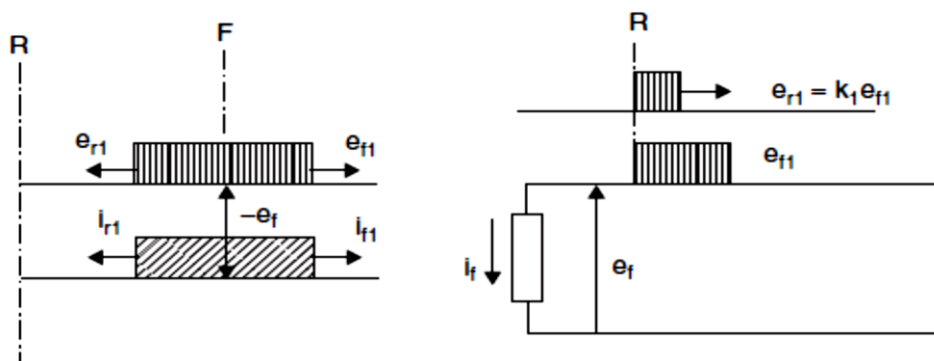 R
F
e_r1
e_f1
–e_f
i_r1
i_f1
R
e_r1 = k_1e_f1
e_f1
i_f
e_f